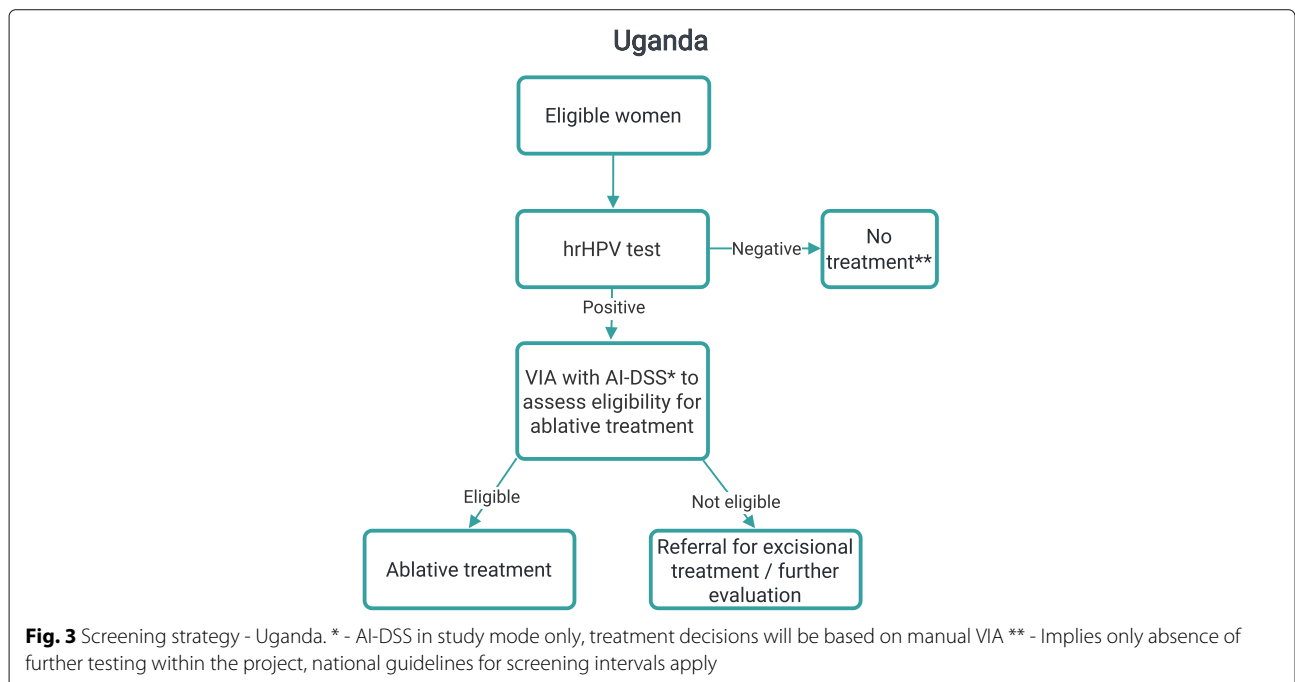 Uganda
Eligible women
hrHPV test
Negative
No
treatment**
Positive
VIA with AI-DSS* to
assess eligibility for
ablative treatment
Eligible
Not eligible
Ablative treatment
Referral for excisional
treatment / further
evaluation
Fig. 3 Screening strategy - Uganda. * - AI-DSS in study mode only, treatment decisions will be based on manual VIA ** - Implies only absence of
further testing within the project, national guidelines for screening intervals apply